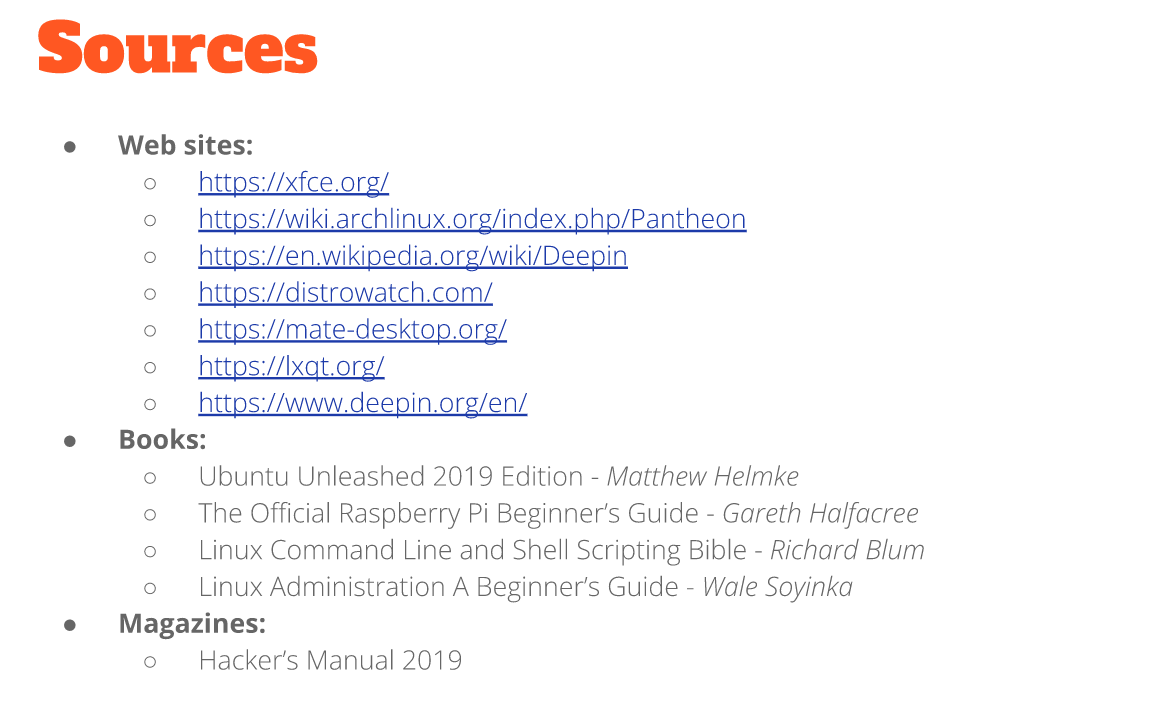 Sources
● Web sites:
○ https://xfce.org/
○ https://wiki.archlinux.org/index.php/Pantheon
○ https://en.wikipedia.org/wiki/Deepin
○ https://distrowatch.com/
○ https://mate-desktop.org/
○ https://lxqt.org/
○ https://www.deepin.org/en/
● Books:
○ Ubuntu Unleashed 2019 Edition - Matthew Helmke
○ The Official Raspberry Pi Beginner’s Guide - Gareth Halfacree
○ Linux Command Line and Shell Scripting Bible - Richard Blum
○ Linux Administration A Beginner’s Guide - Wale Soyinka
● Magazines:
○ Hacker’s Manual 2019